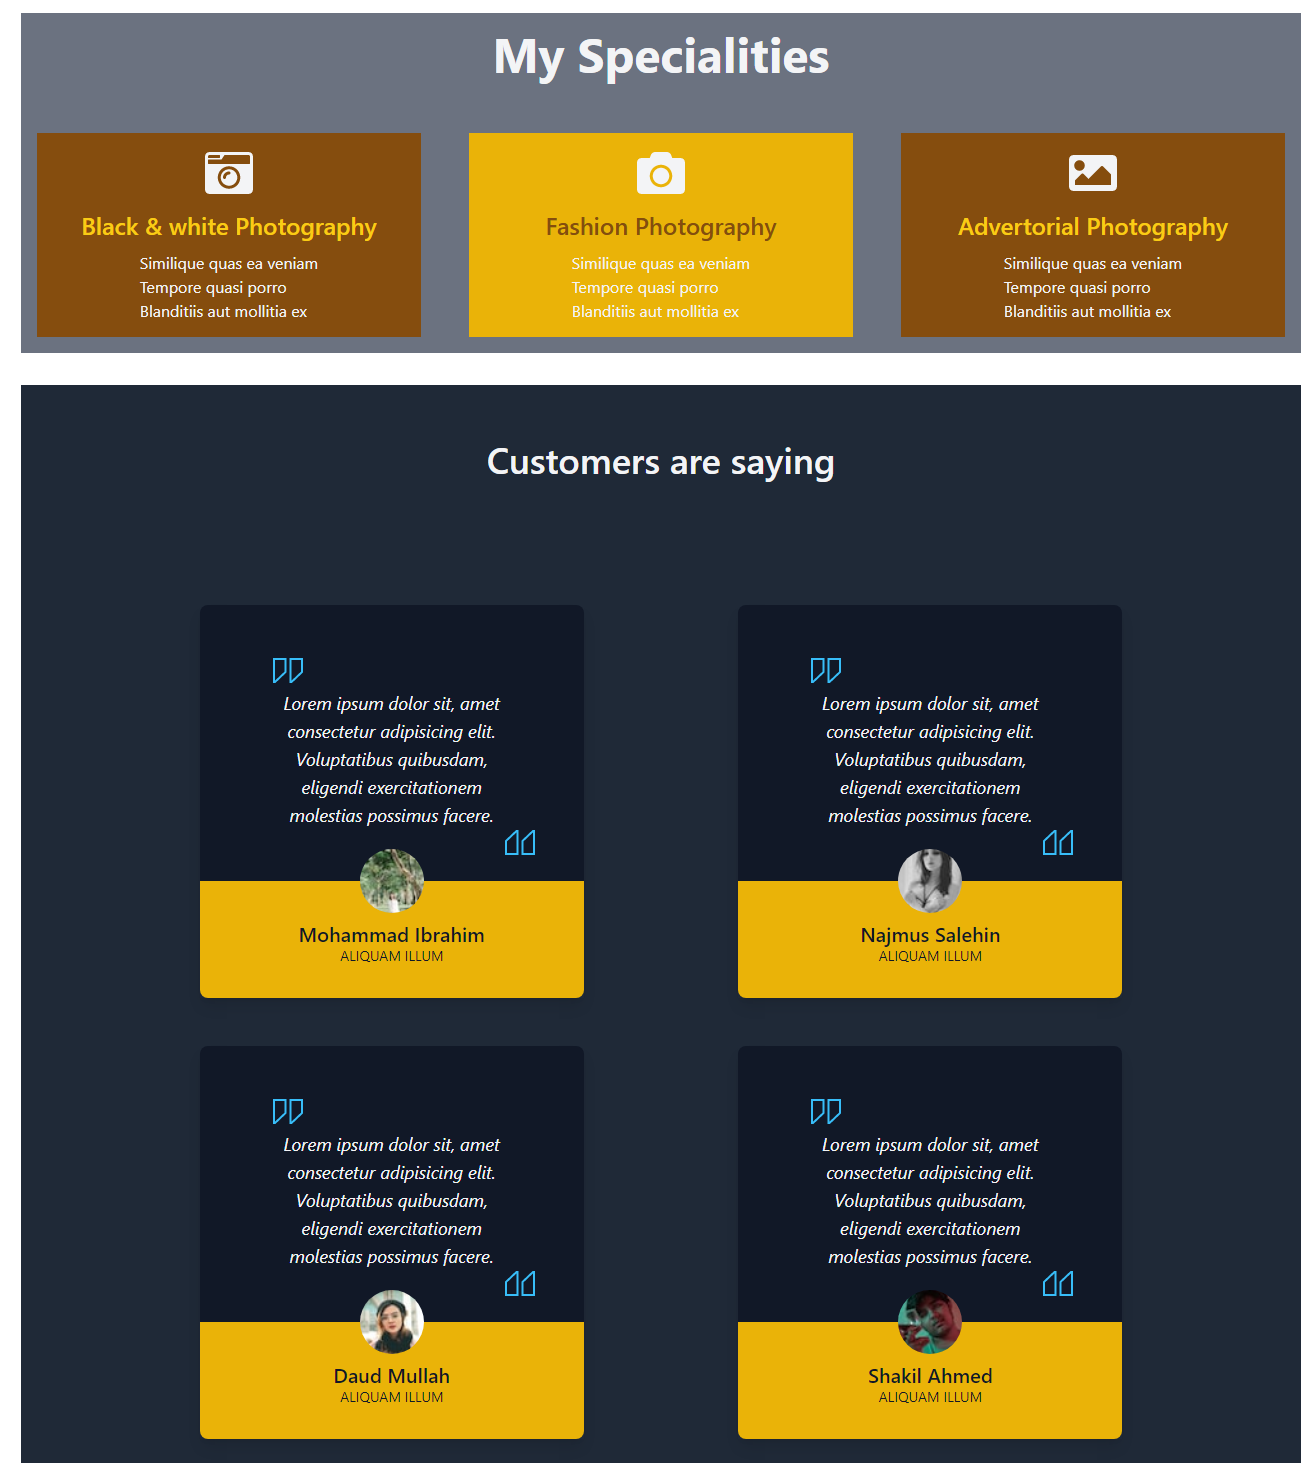 My Specialities
Black & white Photography
Similique quas ea veniam
Tempore quasi porro
Blanditiis aut mollitia ex
Fashion Photography
Similique quas ea veniam
Tempore quasi porro
Blanditiis aut mollitia ex
Advertorial Photography
Similique quas ea veniam
Tempore quasi porro
Blanditiis aut mollitia ex
Customers are saying
Lorem ipsum dolor sit, amet
consectetur adipisicing elit.
Voluptatibus quibusdam,
eligendi exercitationem
molestias possimus facere.
Mohammad Ibrahim
ALIQUAM ILLUM
Lorem ipsum dolor sit, amet
consectetur adipisicing elit.
Voluptatibus quibusdam,
eligendi exercitationem
molestias possimus facere.
Najmus Salehin
ALIQUAM ILLUM
Lorem ipsum dolor sit, amet
consectetur adipisicing elit.
Voluptatibus quibusdam,
eligendi exercitationem
molestias possimus facere.
Daud Mullah
ALIQUAM ILLUM
Lorem ipsum dolor sit, amet
consectetur adipisicing elit.
Voluptatibus quibusdam,
eligendi exercitationem
molestias possimus facere.
Shakil Ahmed
ALIQUAM ILLUM